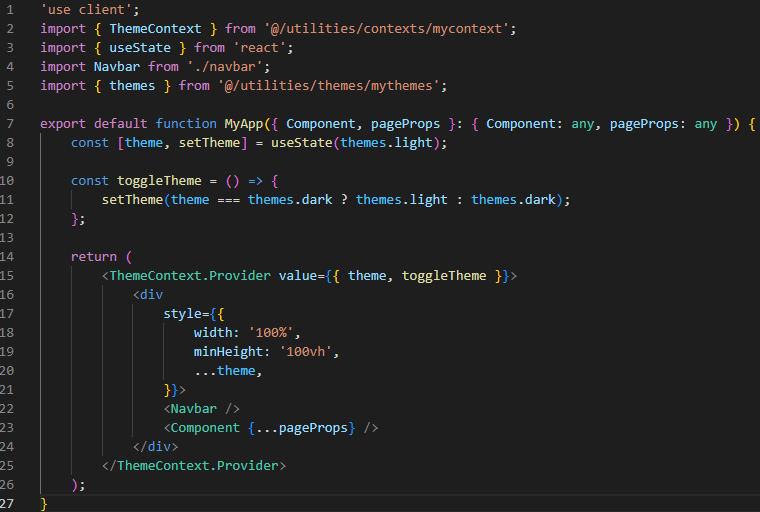 1 'use client';
2 import { ThemeContext } from '@/utilities/contexts/mycontext';
3 import { useState } from 'react';
4 import Navbar from './navbar';
5 import { themes } from '@/utilities/themes/mythemes';
6
7 export default function MyApp({ Component, pageProps }: { Component: any, pageProps: any }) {
8     const [theme, setTheme] = useState(themes.light);
9
10     const toggleTheme = () => {
11         setTheme(theme === themes.dark ? themes.light : themes.dark);
12     };
13
14     return (
15         <ThemeContext.Provider value={{ theme, toggleTheme }}>
16             <div
17                 style={{
18                     width: '100%',
19                     minHeight: '100vh',
20                     ...theme,
21                 }}>
22                 <Navbar />
23                 <Component {...pageProps} />
24             </div>
25         </ThemeContext.Provider>
26     );
27 }